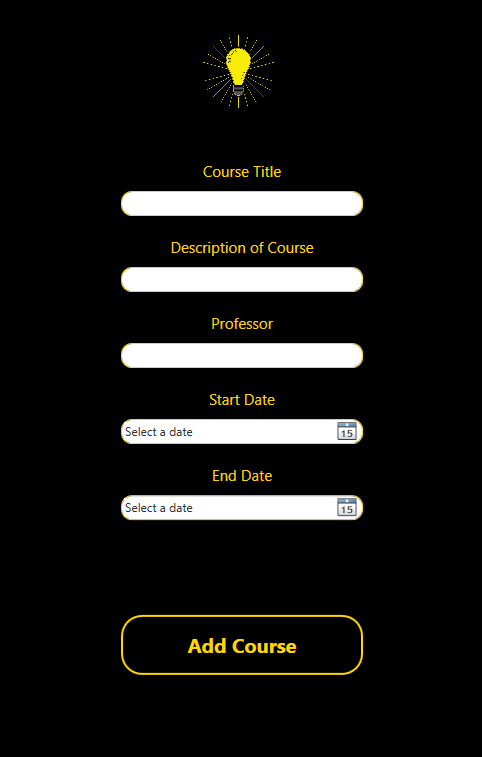 Course Title
Description of Course
Professor
Start Date
Select a date
15
End Date
Select a date
15
Add Course